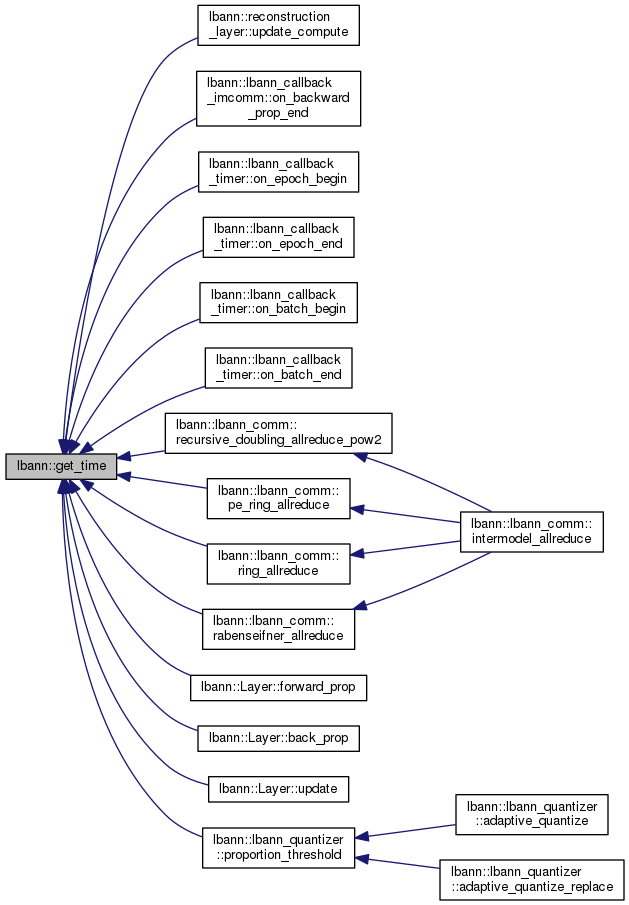 lbann::reconstruction
_layer::update_compute
lbann::lbann_callback
_imcomm::on_backward
_prop_end
lbann::lbann_callback
_timer::on_epoch_begin
lbann::lbann_callback
_timer::on_epoch_end
lbann::lbann_callback
_timer::on_batch_begin
lbann::lbann_callback
_timer::on_batch_end
lbann::lbann_comm::
recursive_doubling_allreduce_pow2
lbann::get_time
lbann::lbann_comm::
pe_ring_allreduce
lbann::lbann_comm::
intermodel_allreduce
lbann::lbann_comm::
ring_allreduce
lbann::lbann_comm::
rabenseifner_allreduce
lbann::Layer::forward_prop
lbann::Layer::back_prop
lbann::Layer::update
lbann::lbann_quantizer
::adaptive_quantize
lbann::lbann_quantizer
::proportion_threshold
lbann::lbann_quantizer
::adaptive_quantize_replace